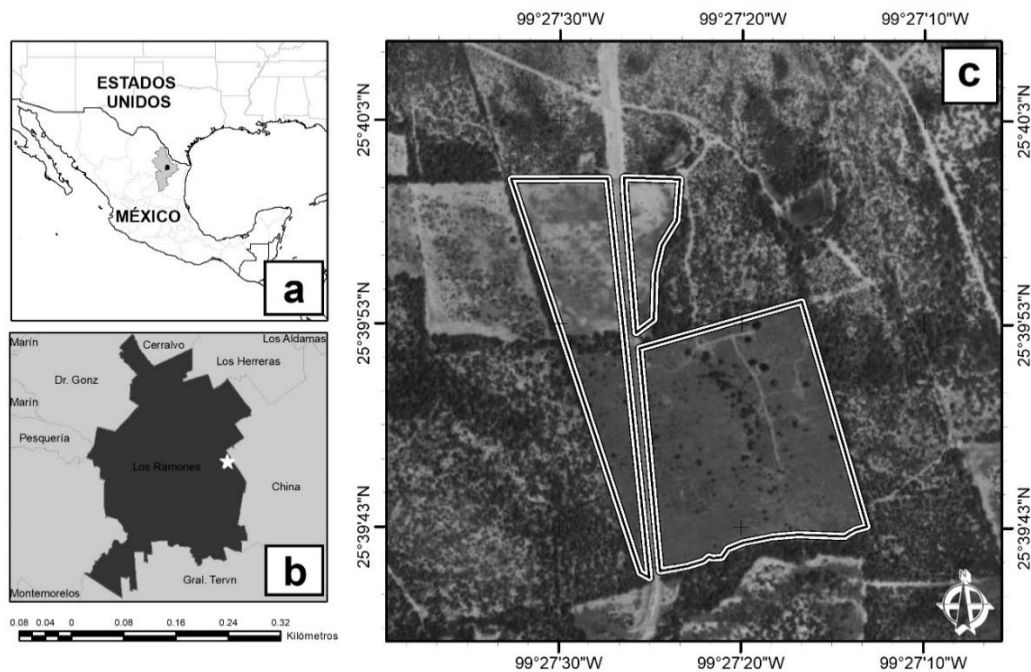 ESTADOS
UNIDOS
MÉXICO
a
Marín
Cerralvo
Los Aldamas
Los Herreras
Dr. Gonz
Marín
Pesquería
Los Ramones
China
Gral. Tervn
Montemorelos
b
0.08 0.04 0 0.08 0.16 0.24 0.32
Kilómetros
99°27'30"W 99°27'20"W 99°27'10"W
c
25°40'3"N 25°40'3"N
25°39'53"N 25°39'53"N
25°39'43"N 25°39'43"N
N
99°27'30"W 99°27'20"W 99°27'10"W